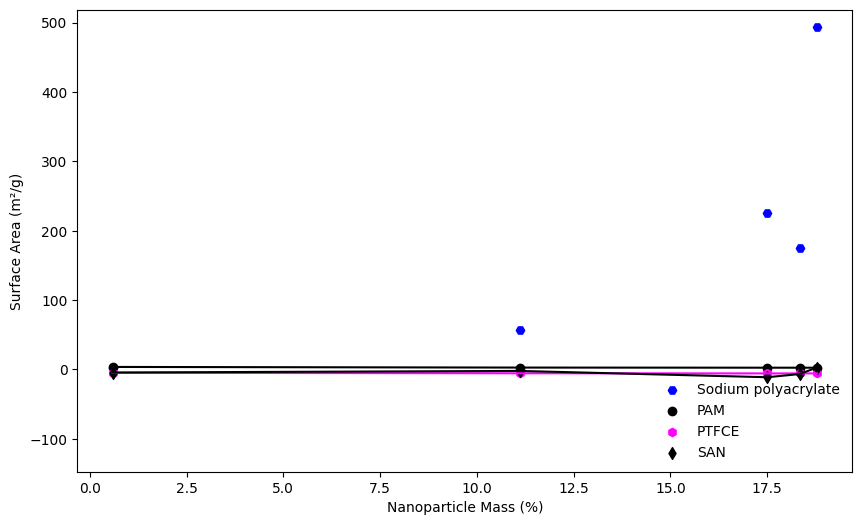 500
400
300
200
100
0
−100
Surface Area (m²/g)
Sodium polyacrylate
PAM
PTFCE
SAN
0.0 2.5 5.0 7.5 10.0 12.5 15.0 17.5
Nanoparticle Mass (%)